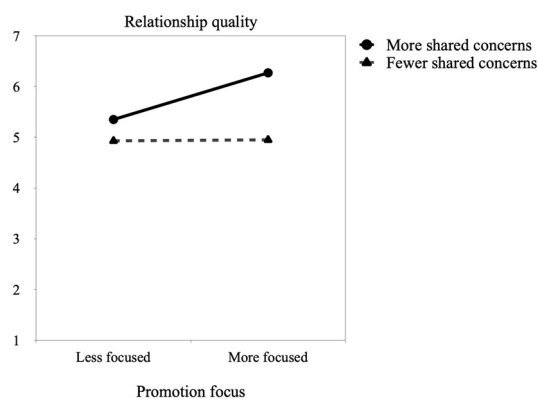 Relationship quality
7
6
5
4
3
2
1
Less focused
More focused
Promotion focus
More shared concerns
Fewer shared concerns